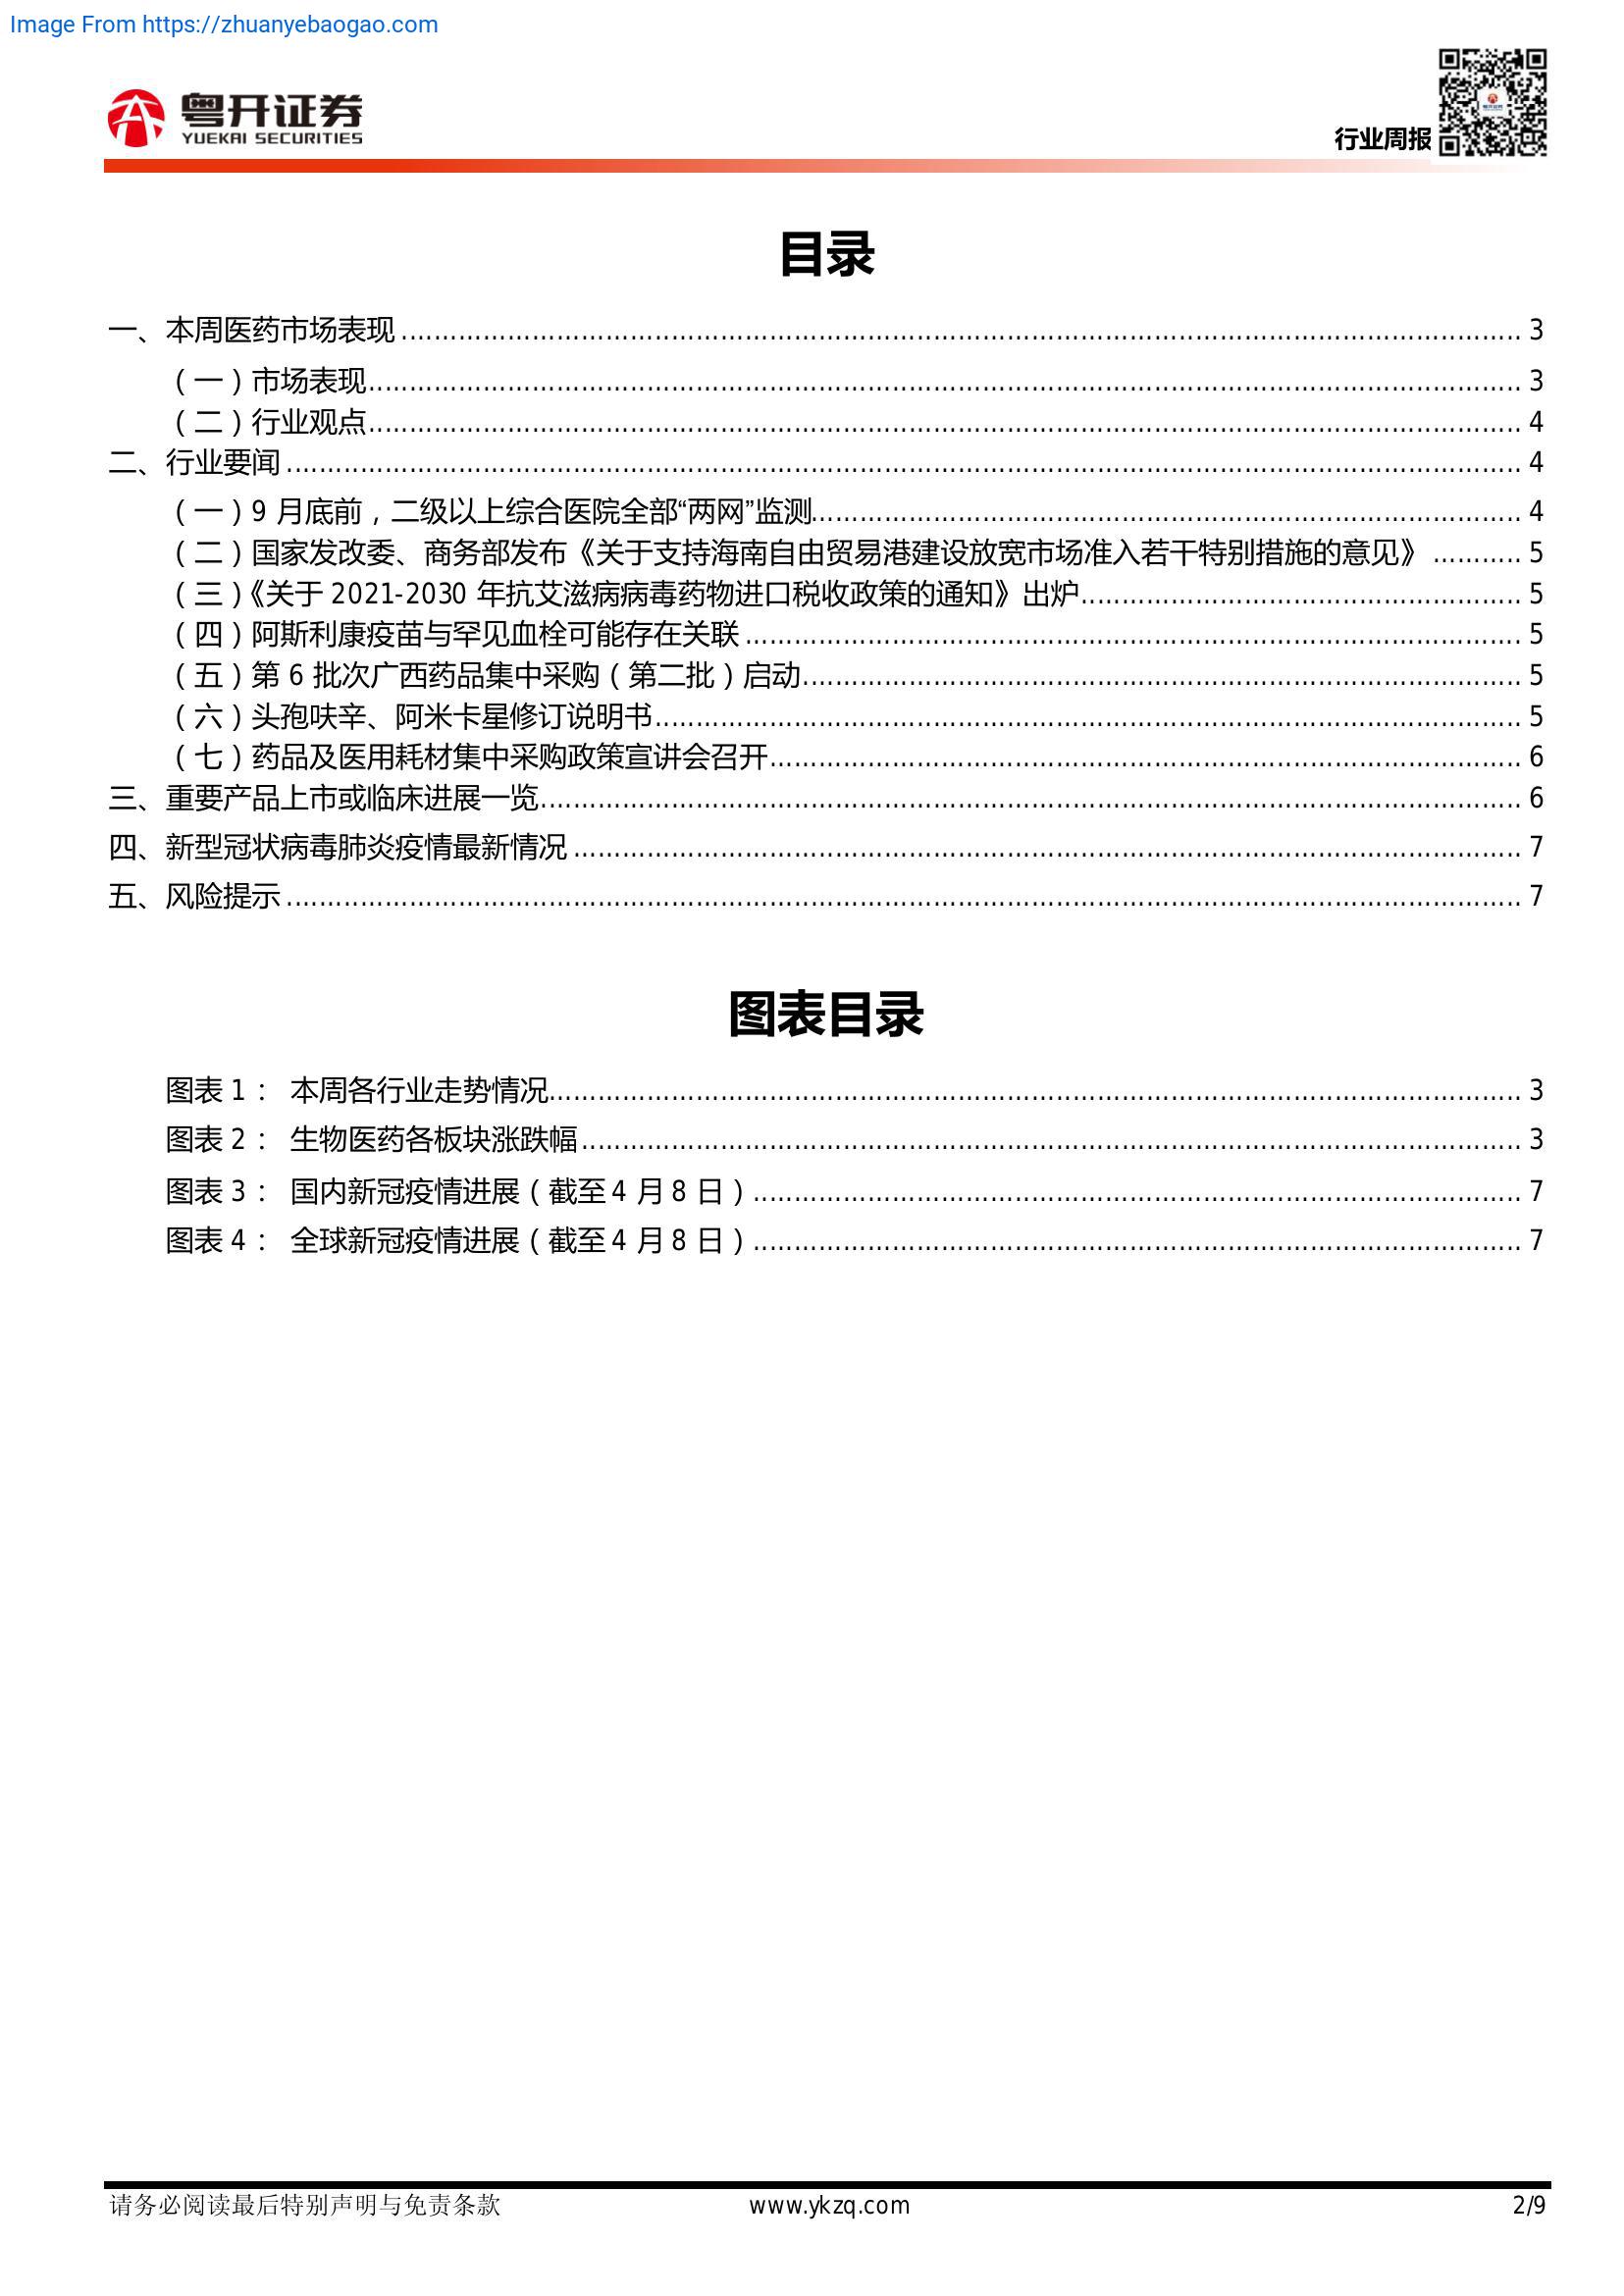 Image From https://zhuanyebaogao.com
粤开证券
YUEKAI SECURITIES
行业周报
目录
一、本周医药市场表现........ 3
（一）市场表现........ 3
（二）行业观点........ 4
二、行业要闻........ 4
（一）9 月底前，二级以上综合医院全部“两网”监测........ 4
（二）国家发改委、商务部发布《关于支持海南自由贸易港建设放宽市场准入若干特别措施的意见》........ 5
（三）《关于 2021-2030 年抗艾滋病病毒药物进口税收政策的通知》出炉........ 5
（四）阿斯利康疫苗与罕见血栓可能存在关联........ 5
（五）第 6 批次广西药品集中采购（第二批）启动........ 5
（六）头孢呋辛、阿米卡星修订说明书........ 5
（七）药品及医用耗材集中采购政策宣讲会召开........ 6
三、重要产品上市或临床进展一览........ 6
四、新型冠状病毒肺炎疫情最新情况........ 7
五、风险提示........ 7
图表目录
图表 1： 本周各行业走势情况........ 3
图表 2： 生物医药各板块涨跌幅........ 3
图表 3： 国内新冠疫情进展（截至 4 月 8 日）........ 7
图表 4： 全球新冠疫情进展（截至 4 月 8 日）........ 7
请务必阅读最后特别声明与免责条款 www.ykzq.com 2/9